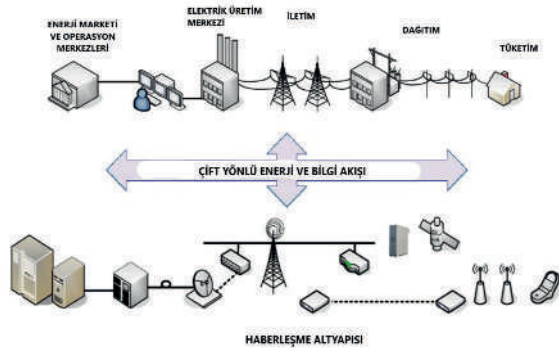 ENERJİ MARKETİ
VE OPERASYON
MERKEZLERİ
ELEKTRİK ÜRETİM
MERKEZİ
İLETİM
DAĞITIM
TÜKETİM
ÇİFT YÖNLÜ ENERJİ VE BİLGİ AKIŞI
HABERLEŞME ALTYAPISI